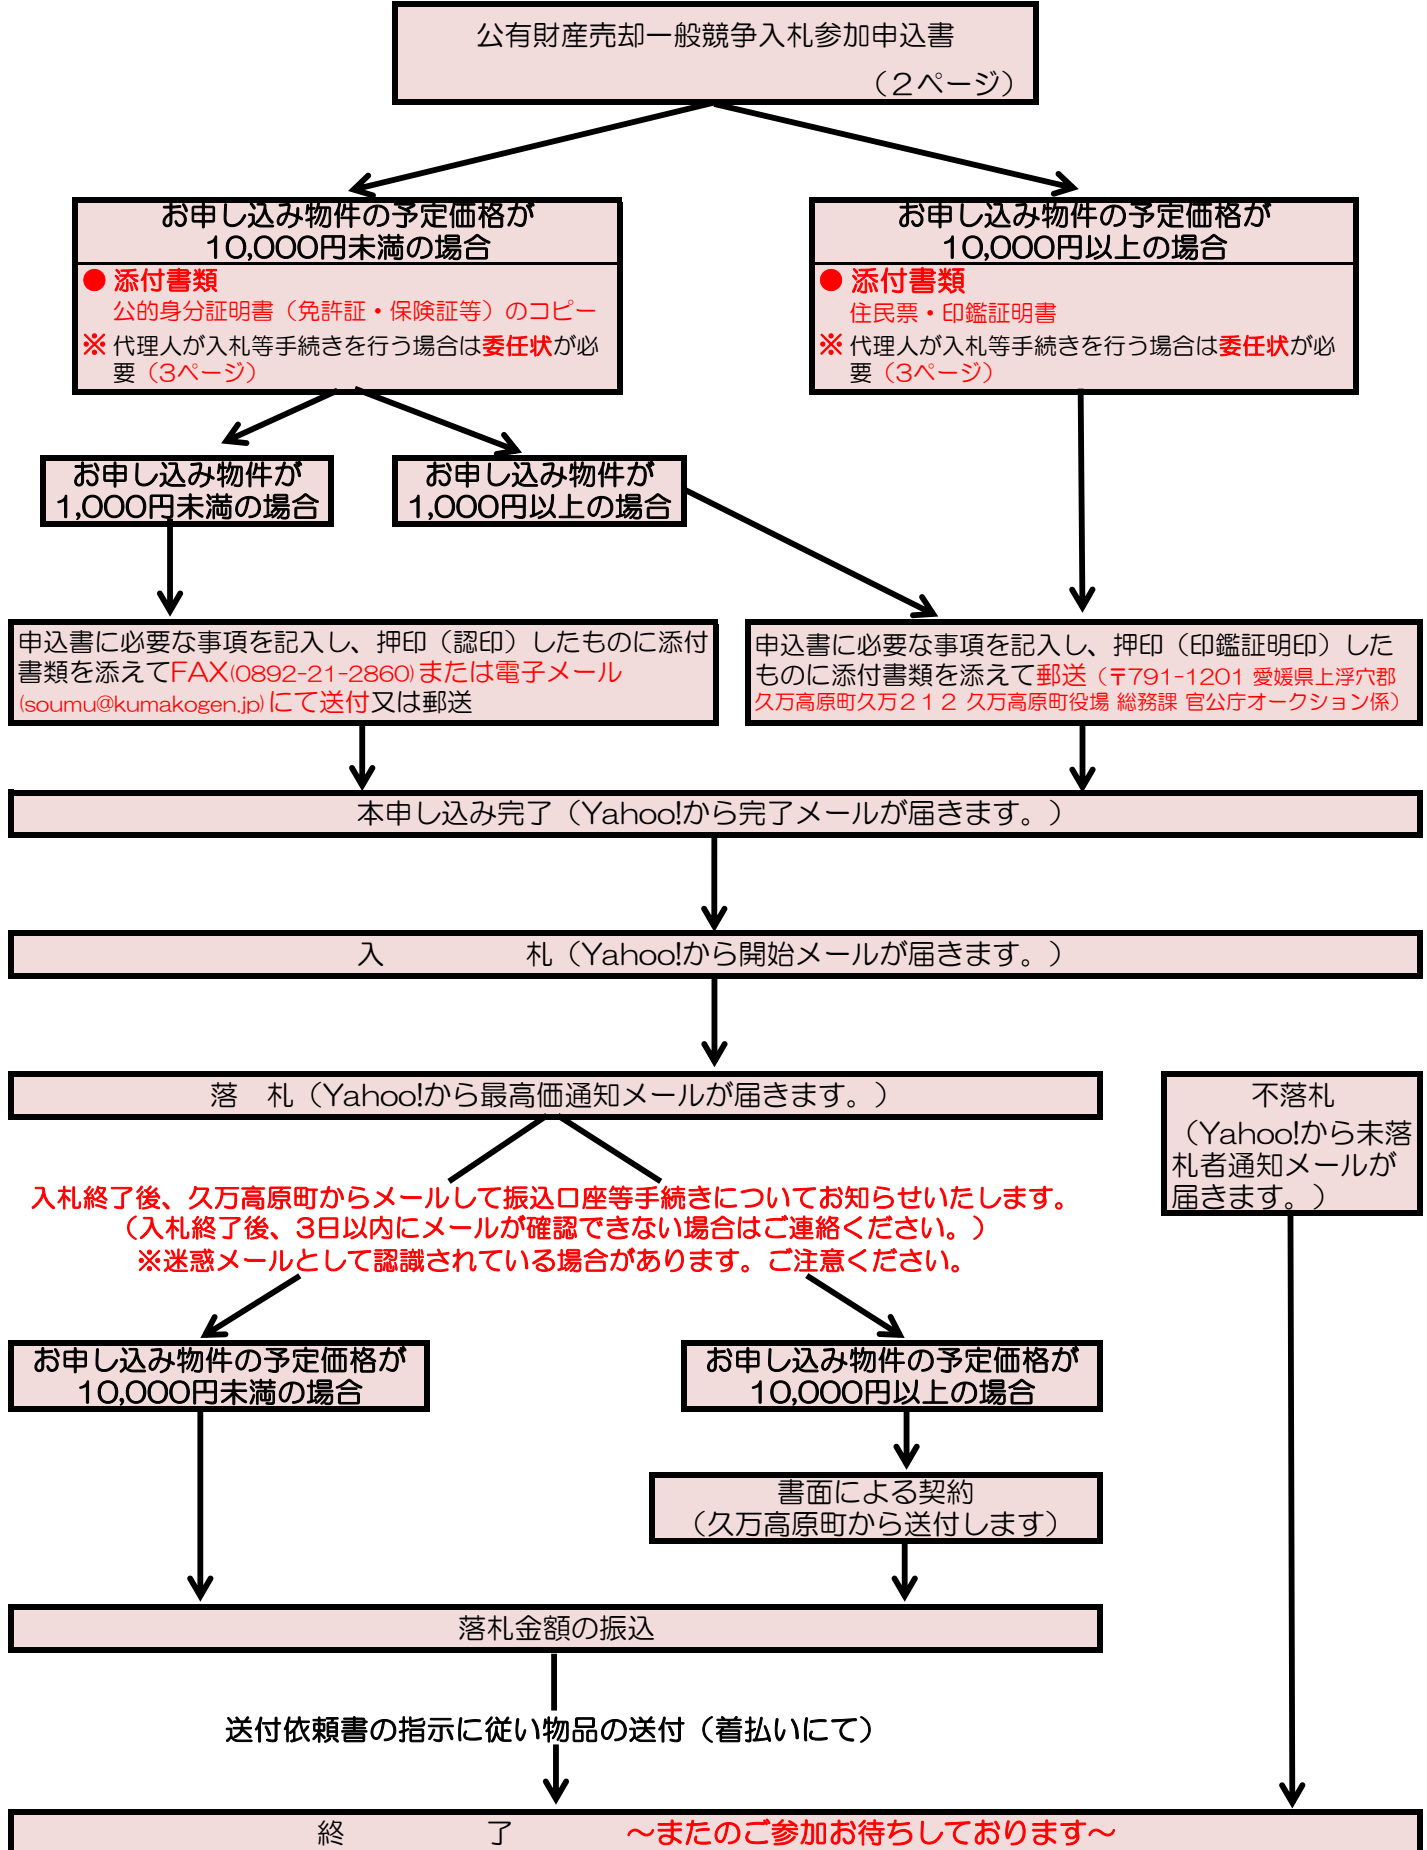 公有財産売却一般競争入札参加申込書
（２ページ）
お申し込み物件の予定価格が
10,000円未満の場合
● 添付書類
公的身分証明書（免許証・保険証等）のコピー
※ 代理人が入札等手続きを行う場合は委任状が必
要（3ページ）
お申し込み物件の予定価格が
10,000円以上の場合
● 添付書類
住民票・印鑑証明書
※ 代理人が入札等手続きを行う場合は委任状が必
要（3ページ）
お申し込み物件が
1,000円未満の場合
お申し込み物件が
1,000円以上の場合
申込書に必要な事項を記入し、押印（認印）したものに添付
書類を添えてFAX(0892-21-2860)または電子メール
(soumu@kumakogen.jp)にて送付又は郵送
申込書に必要な事項を記入し、押印（印鑑証明印）した
ものに添付書類を添えて郵送（〒791-1201 愛媛県上浮穴郡
久万高原町久万２１２ 久万高原町役場 総務課 官公庁オークション係）
本申し込み完了（Yahoo!から完了メールが届きます。）
入　　　　　札（Yahoo!から開始メールが届きます。）
落　札（Yahoo!から最高価通知メールが届きます。）
不落札
（Yahoo!から未落
札者通知メールが
届きます。）
入札終了後、久万高原町からメールして振込口座等手続きについてお知らせいたします。
（入札終了後、3日以内にメールが確認できない場合はご連絡ください。）
※迷惑メールとして認識されている場合があります。ご注意ください。
お申し込み物件の予定価格が
10,000円未満の場合
お申し込み物件の予定価格が
10,000円以上の場合
書面による契約
（久万高原町から送付します）
落札金額の振込
送付依頼書の指示に従い物品の送付（着払いにて）
終　　　　　了　　　　～またのご参加お待ちしております～